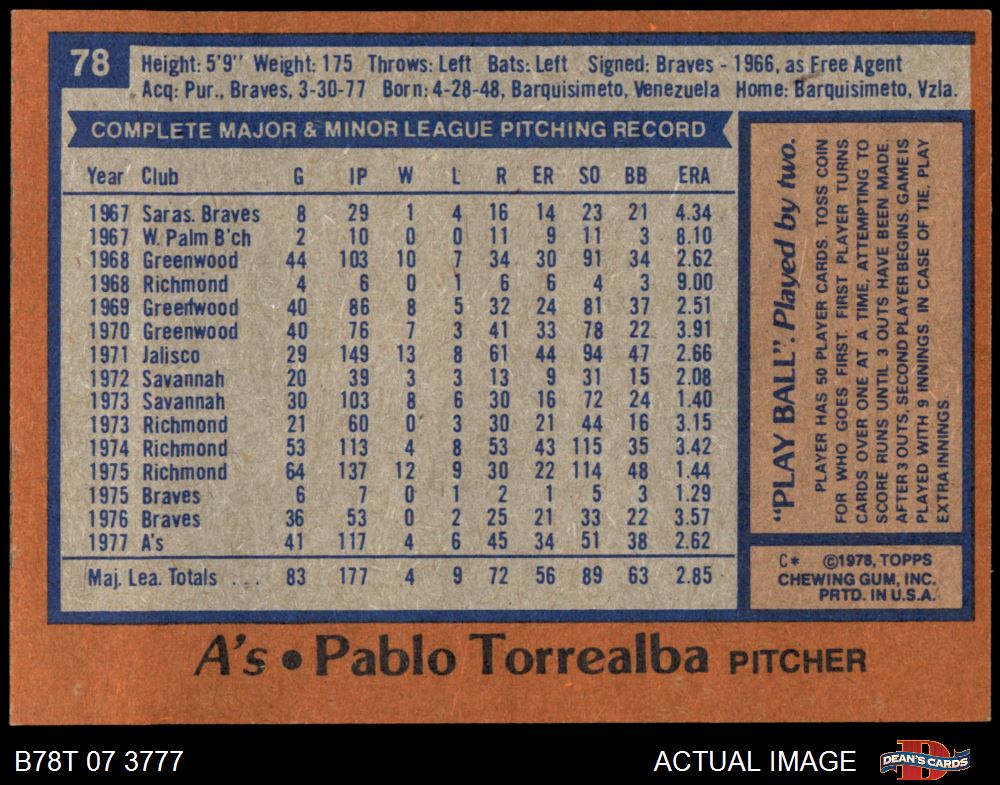 78
Height: 5'9" Weight: 175 Throws: Left Bats: Left Signed: Braves - 1966, as Free Agent
Acq: Pur., Braves, 3-30-77 Born: 4-28-48, Barquisimeto, Venezuela Home: Barquisimeto, Vzla.
COMPLETE MAJOR & MINOR LEAGUE PITCHING RECORD
Year Club G IP W L R ER SO BB ERA
1967 Saras. Braves 8 29 1 4 16 14 23 21 4.34
1967 W. Palm B'ch 2 10 0 0 11 9 11 3 8.10
1968 Greenwood 44 103 10 7 34 30 91 34 2.62
1968 Richmond 4 6 0 1 6 6 4 3 9.00
1969 Greenwood 40 86 8 5 32 24 81 37 2.51
1970 Greenwood 40 76 7 3 41 33 78 22 3.91
1971 Jalisco 29 149 13 8 61 44 94 47 2.66
1972 Savannah 20 39 3 3 13 9 31 15 2.08
1973 Savannah 30 103 8 6 30 16 72 24 1.40
1973 Richmond 21 60 0 3 30 21 44 16 3.15
1974 Richmond 53 113 4 8 53 43 115 35 3.42
1975 Richmond 64 137 12 9 30 22 114 48 1.44
1975 Braves 6 7 0 1 2 1 5 3 1.29
1976 Braves 36 53 0 2 25 21 33 22 3.57
1977 A's 41 117 4 6 45 34 51 38 2.62
Maj. Lea. Totals . . . 83 177 4 9 72 56 89 63 2.85
"PLAY BALL". Played by two.
PLAYER HAS 50 PLAYER CARDS. TOSS COIN
FOR WHO GOES FIRST. FIRST PLAYER TURNS
CARDS OVER ONE AT A TIME, ATTEMPTING TO
SCORE RUNS UNTIL 3 OUTS HAVE BEEN MADE.
AFTER 3 OUTS, SECOND PLAYER BEGINS. GAME IS
PLAYED WITH 9 INNINGS. IN CASE OF TIE, PLAY
EXTRA INNINGS.
C* ©1978, TOPPS
CHEWING GUM, INC.
PRTD. IN U.S.A.
A's • Pablo Torrealba PITCHER
B78T 07 3777
ACTUAL IMAGE
D
DEAN'S CARDS